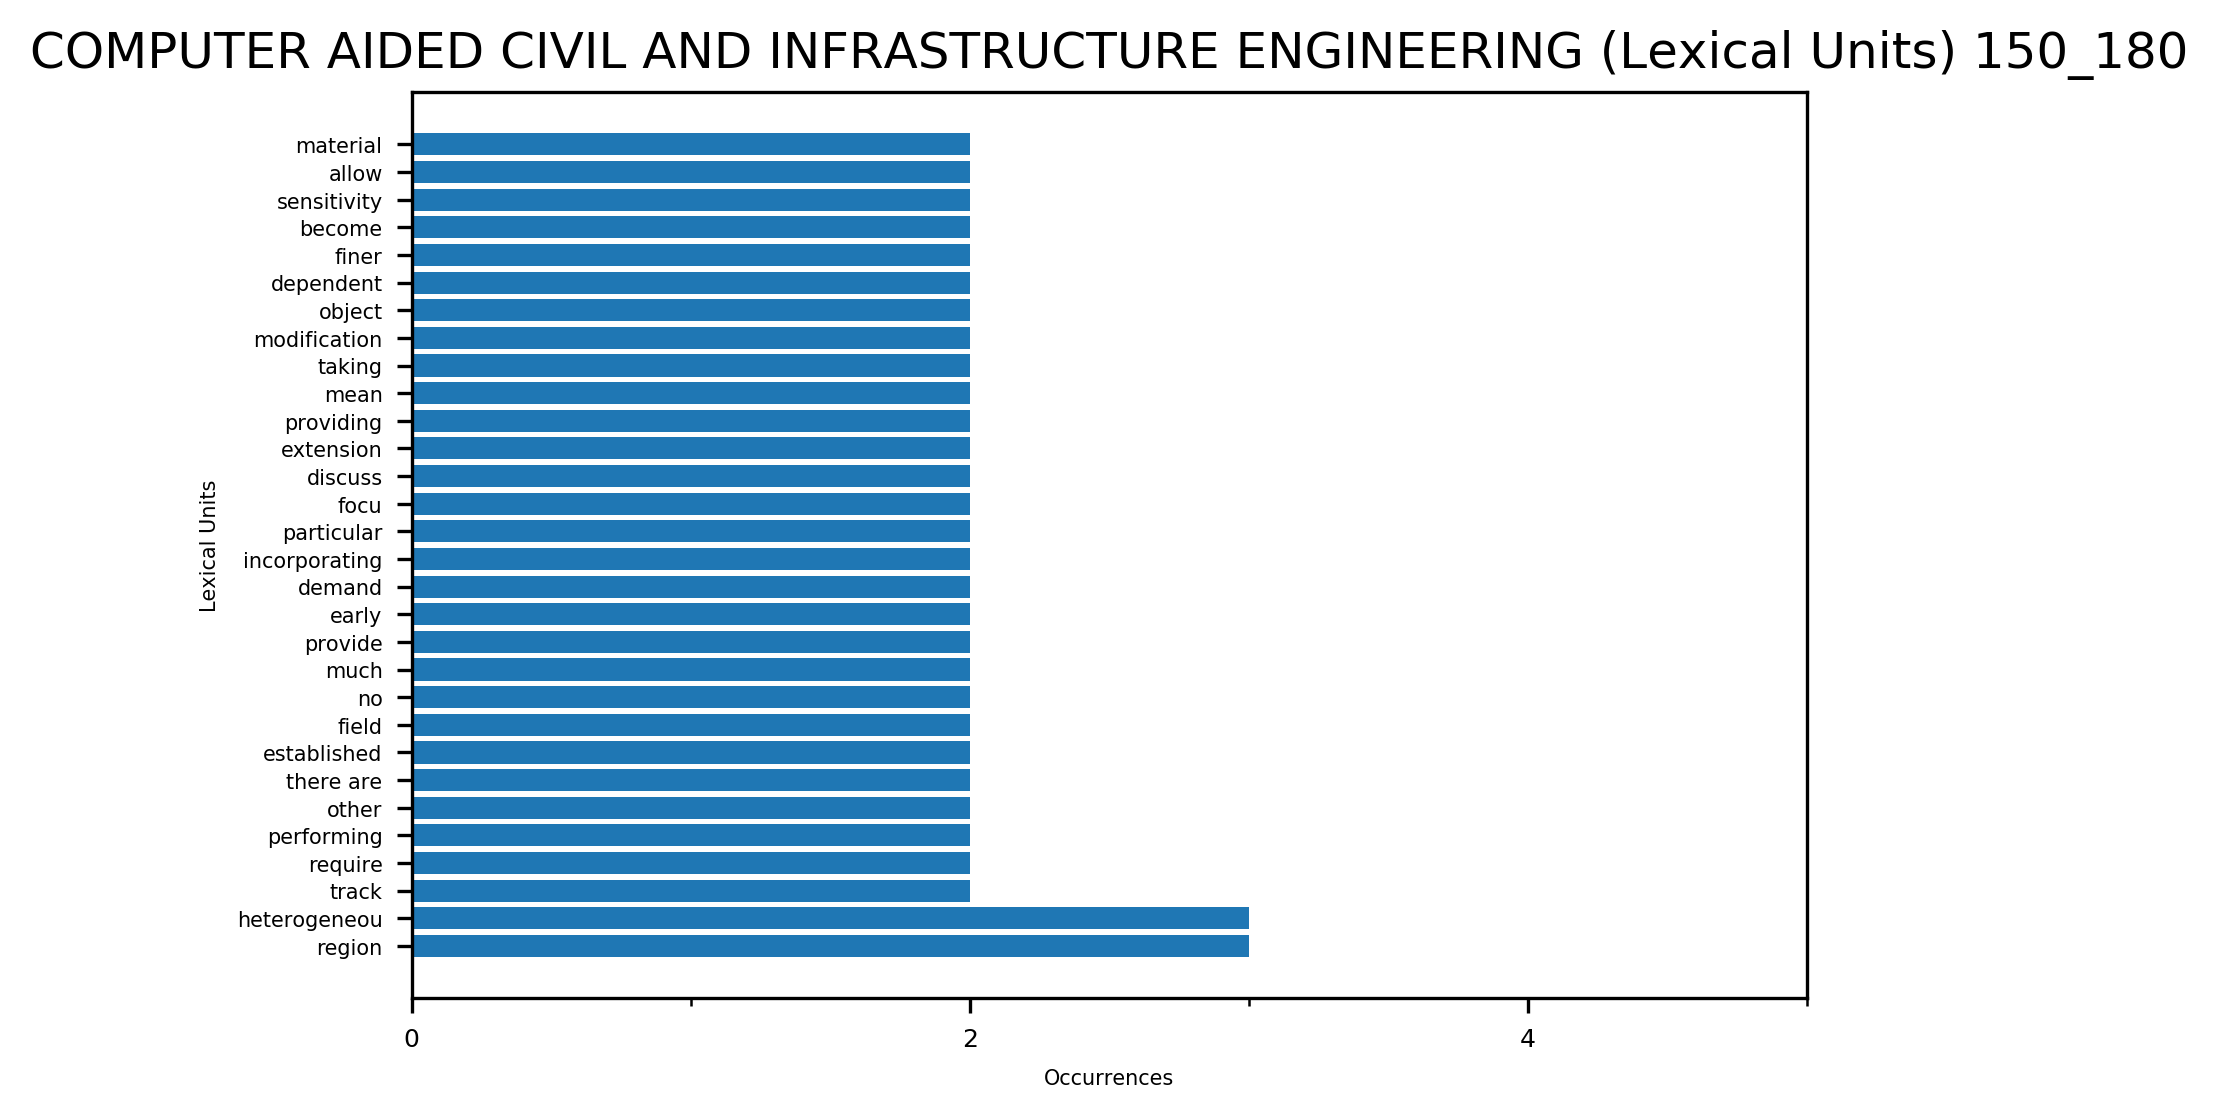 COMPUTER AIDED CIVIL AND INFRASTRUCTURE ENGINEERING (Lexical Units) 150_180
material
allow
sensitivity
become
finer
dependent
object
modification
taking
mean
providing
extension
discuss
focu
particular
incorporating
demand
early
provide
much
no
field
established
there are
other
performing
require
track
heterogeneou
region
Lexical Units
0 2 4
Occurrences